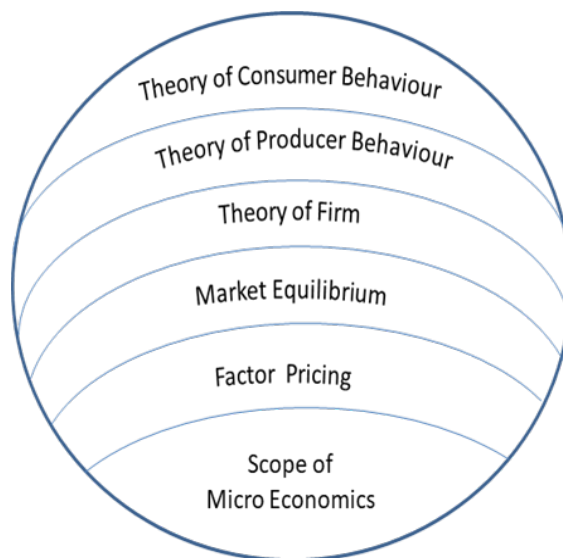 Theory of Consumer Behaviour
Theory of Producer Behaviour
Theory of Firm
Market Equilibrium
Factor Pricing
Scope of
Micro Economics